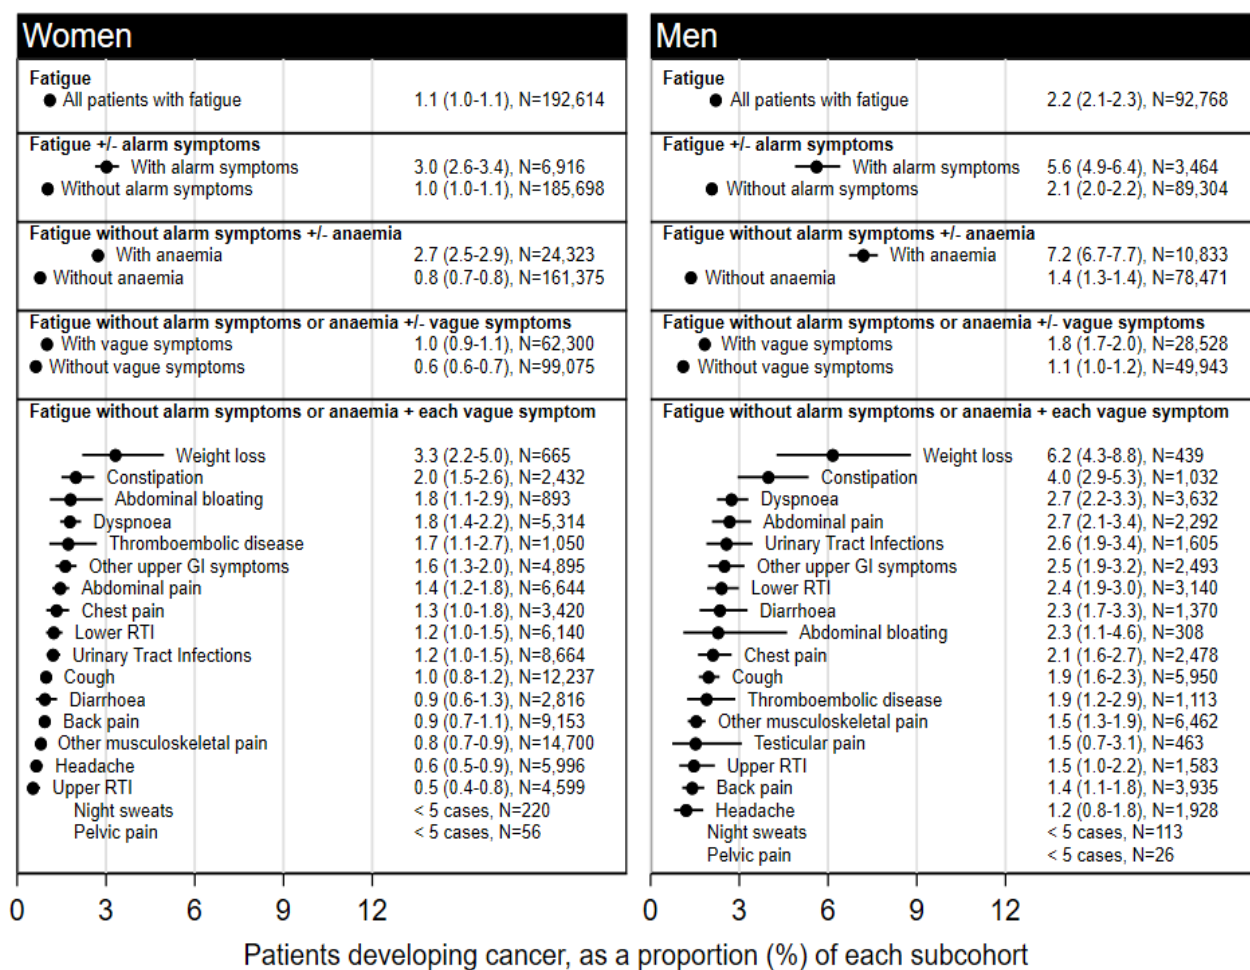 Women
Fatigue
All patients with fatigue 1.1 (1.0-1.1), N=192,614
Fatigue +/- alarm symptoms
With alarm symptoms 3.0 (2.6-3.4), N=6,916
Without alarm symptoms 1.0 (1.0-1.1), N=185,698
Fatigue without alarm symptoms +/- anaemia
With anaemia 2.7 (2.5-2.9), N=24,323
Without anaemia 0.8 (0.7-0.8), N=161,375
Fatigue without alarm symptoms or anaemia +/- vague symptoms
With vague symptoms 1.0 (0.9-1.1), N=62,300
Without vague symptoms 0.6 (0.6-0.7), N=99,075
Fatigue without alarm symptoms or anaemia + each vague symptom
Weight loss 3.3 (2.2-5.0), N=665
Constipation 2.0 (1.5-2.6), N=2,432
Abdominal bloating 1.8 (1.1-2.9), N=893
Dyspnoea 1.8 (1.4-2.2), N=5,314
Thromboembolic disease 1.7 (1.1-2.7), N=1,050
Other upper GI symptoms 1.6 (1.3-2.0), N=4,895
Abdominal pain 1.4 (1.2-1.8), N=6,644
Chest pain 1.3 (1.0-1.8), N=3,420
Lower RTI 1.2 (1.0-1.5), N=6,140
Urinary Tract Infections 1.2 (1.0-1.5), N=8,664
Cough 1.0 (0.8-1.2), N=12,237
Diarrhoea 0.9 (0.6-1.3), N=2,816
Back pain 0.9 (0.7-1.1), N=9,153
Other musculoskeletal pain 0.8 (0.7-0.9), N=14,700
Headache 0.6 (0.5-0.9), N=5,996
Upper RTI 0.5 (0.4-0.8), N=4,599
Night sweats < 5 cases, N=220
Pelvic pain < 5 cases, N=56
0 3 6 9 12
Men
Fatigue
All patients with fatigue 2.2 (2.1-2.3), N=92,768
Fatigue +/- alarm symptoms
With alarm symptoms 5.6 (4.9-6.4), N=3,464
Without alarm symptoms 2.1 (2.0-2.2), N=89,304
Fatigue without alarm symptoms +/- anaemia
With anaemia 7.2 (6.7-7.7), N=10,833
Without anaemia 1.4 (1.3-1.4), N=78,471
Fatigue without alarm symptoms or anaemia +/- vague symptoms
With vague symptoms 1.8 (1.7-2.0), N=28,528
Without vague symptoms 1.1 (1.0-1.2), N=49,943
Fatigue without alarm symptoms or anaemia + each vague symptom
Weight loss 6.2 (4.3-8.8), N=439
Constipation 4.0 (2.9-5.3), N=1,032
Dyspnoea 2.7 (2.2-3.3), N=3,632
Abdominal pain 2.7 (2.1-3.4), N=2,292
Urinary Tract Infections 2.6 (1.9-3.4), N=1,605
Other upper GI symptoms 2.5 (1.9-3.2), N=2,493
Lower RTI 2.4 (1.9-3.0), N=3,140
Diarrhoea 2.3 (1.7-3.3), N=1,370
Abdominal bloating 2.3 (1.1-4.6), N=308
Chest pain 2.1 (1.6-2.7), N=2,478
Cough 1.9 (1.6-2.3), N=5,950
Thromboembolic disease 1.9 (1.2-2.9), N=1,113
Other musculoskeletal pain 1.5 (1.3-1.9), N=6,462
Testicular pain 1.5 (0.7-3.1), N=463
Upper RTI 1.5 (1.0-2.2), N=1,583
Back pain 1.4 (1.1-1.8), N=3,935
Headache 1.2 (0.8-1.8), N=1,928
Night sweats < 5 cases, N=113
Pelvic pain < 5 cases, N=26
0 3 6 9 12
Patients developing cancer, as a proportion (%) of each subcohort